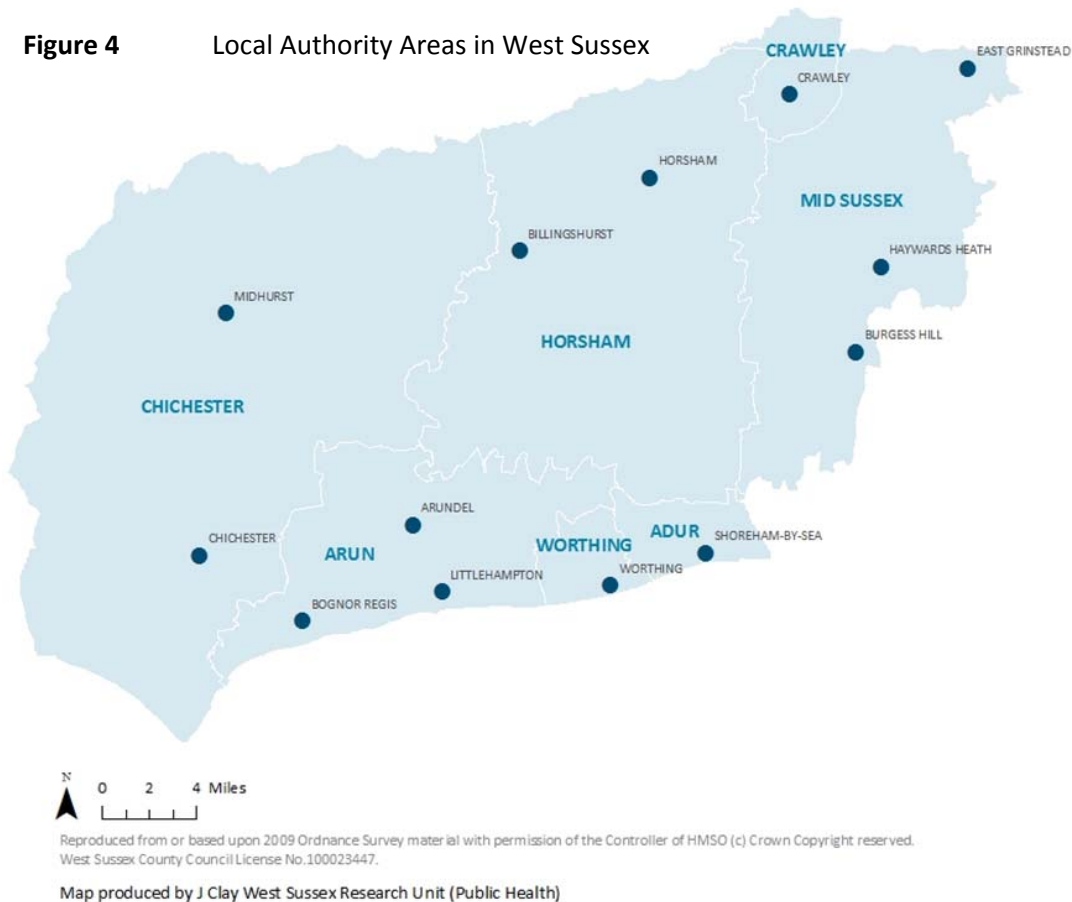 Figure 4 Local Authority Areas in West Sussex
CRAWLEY
EAST GRINSTEAD
CRAWLEY
HORSHAM
MID SUSSEX
BILLINGSHURST
HAYWARDS HEATH
MIDHURST
BURGESS HILL
HORSHAM
CHICHESTER
ARUNDEL
CHICHESTER
ARUN
WORTHING
ADUR
SHOREHAM-BY-SEA
LITTLEHAMPTON
WORTHING
BOGNOR REGIS
N
0 2 4 Miles
Reproduced from or based upon 2009 Ordnance Survey material with permission of the Controller of HMSO (c) Crown Copyright reserved.
West Sussex County Council License No.100023447.
Map produced by J Clay West Sussex Research Unit (Public Health)